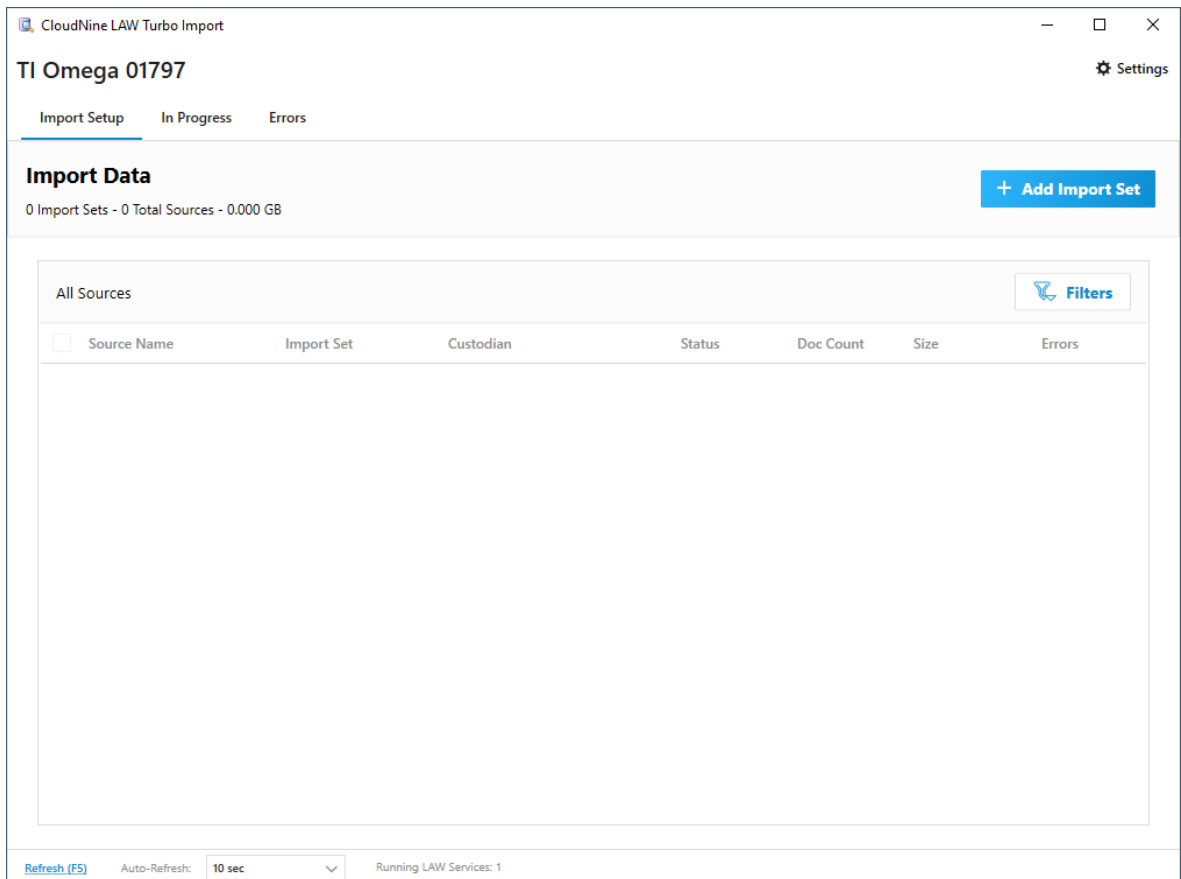 CloudNine LAW Turbo Import
TI Omega 01797
Settings
Import Setup In Progress Errors
Import Data
+ Add Import Set
0 Import Sets - 0 Total Sources - 0.000 GB
All Sources
Filters
Source Name Import Set Custodian Status Doc Count Size Errors
Refresh (F5) Auto-Refresh: 10 sec Running LAW Services: 1